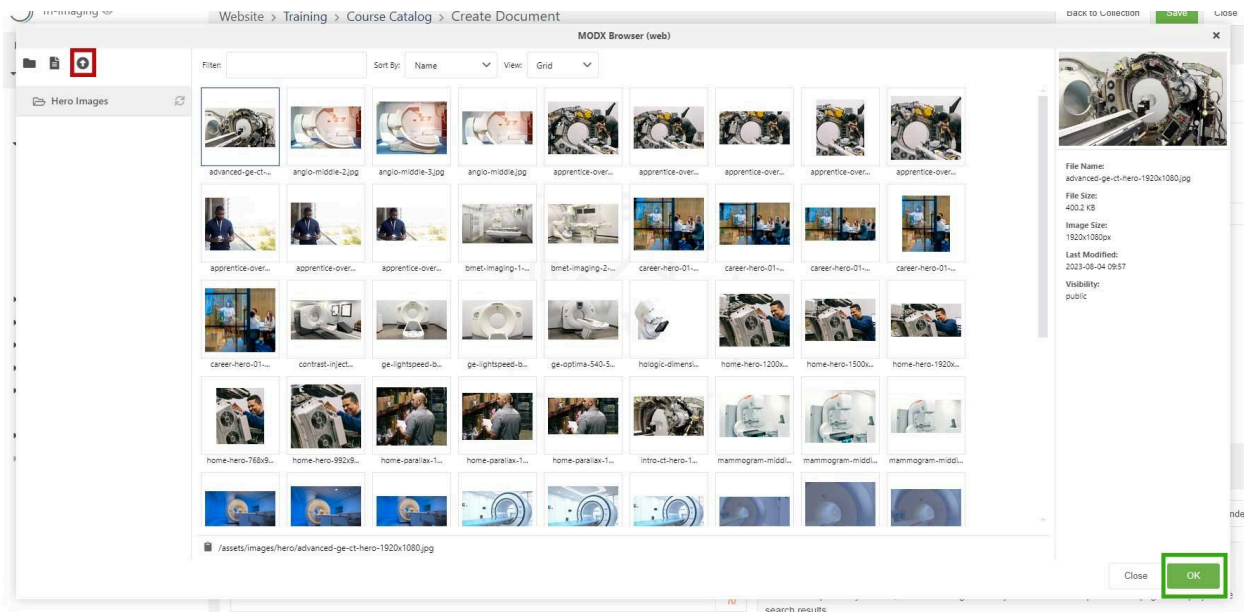 Tri-Imaging
Website > Training > Course Catalog > Create Document
Back to Collection
Save
Close
MODX Browser (web)
Filter:
Sort By:
Name
View:
Grid
Hero Images
advanced-ge-ct-...
angio-middle-2.jpg
angio-middle-3.jpg
angio-middle.jpg
apprentice-over...
apprentice-over...
apprentice-over...
apprentice-over...
apprentice-over...
apprentice-over...
apprentice-over...
apprentice-over...
bmet-imaging-1-...
bmet-imaging-2-...
career-hero-01-...
career-hero-01-...
career-hero-01-...
career-hero-01-...
career-hero-01-...
contrast-inject...
ge-lightspeed-b...
ge-lightspeed-b...
ge-optima-540-5...
hologic-dimensi...
home-hero-1200x...
home-hero-1500x...
home-hero-1920x...
home-hero-768x9...
home-hero-992x9...
home-parallax-1...
home-parallax-1...
home-parallax-1...
intro-ct-hero-1...
mammogram-middl...
mammogram-middl...
mammogram-middl...
File Name:
advanced-ge-ct-hero-1920x1080.jpg
File Size:
400.2 KB
Image Size:
1920x1080px
Last Modified:
2023-08-04 09:57
Visibility:
public
/assets/images/hero/advanced-ge-ct-hero-1920x1080.jpg
Close
OK
70
search results